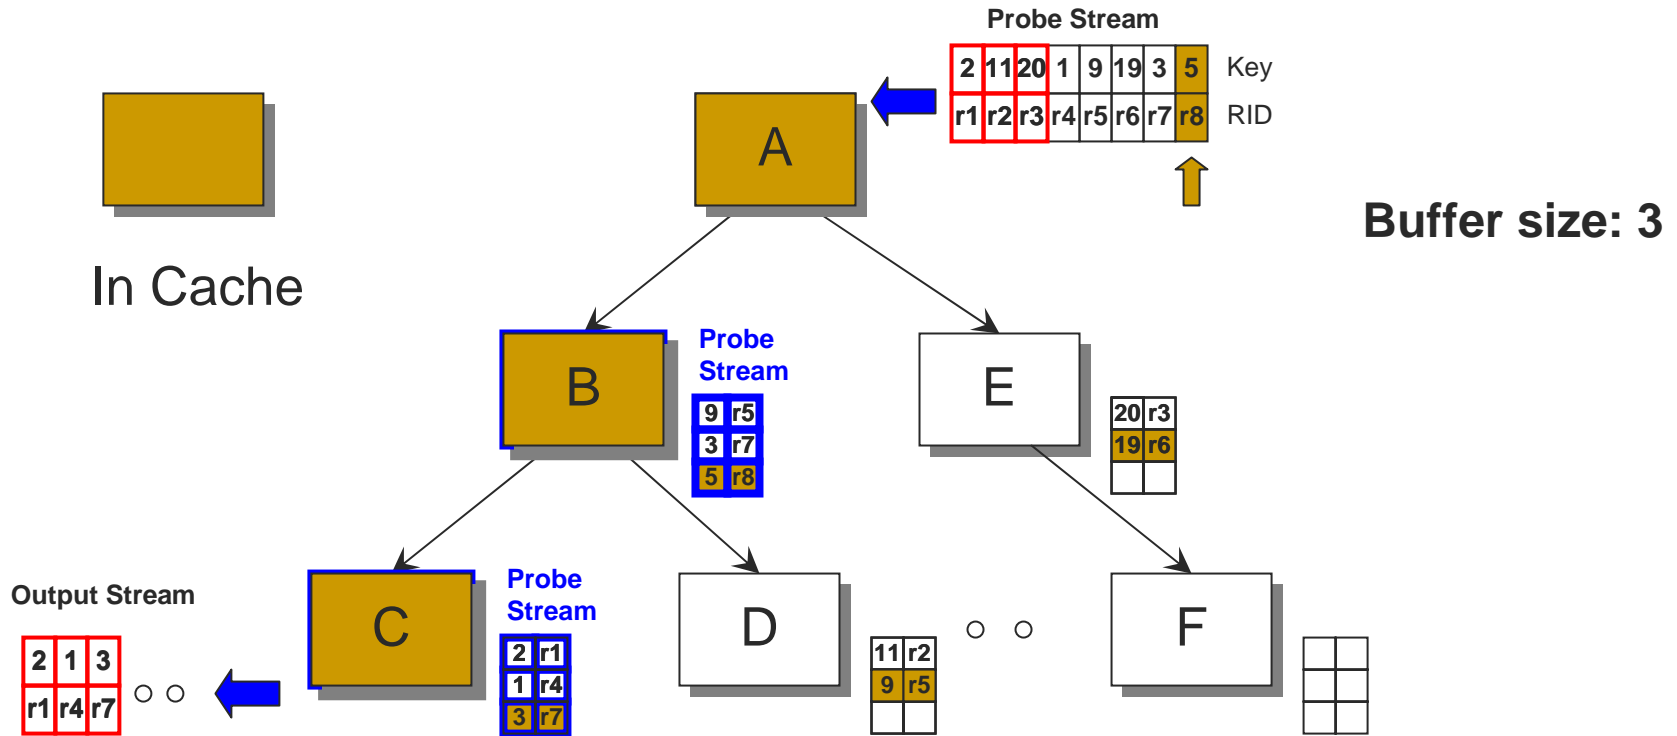 Probe Stream
2 11 20 1 9 19 3 5 Key
r1 r2 r3 r4 r5 r6 r7 r8 RID
A
Buffer size: 3
In Cache
B
Probe
Stream
9 r5
3 r7
5 r8
E
20 r3
19 r6
Output Stream
2 1 3
r1 r4 r7
C
Probe
Stream
2 r1
1 r4
3 r7
D
11 r2
9 r5
F